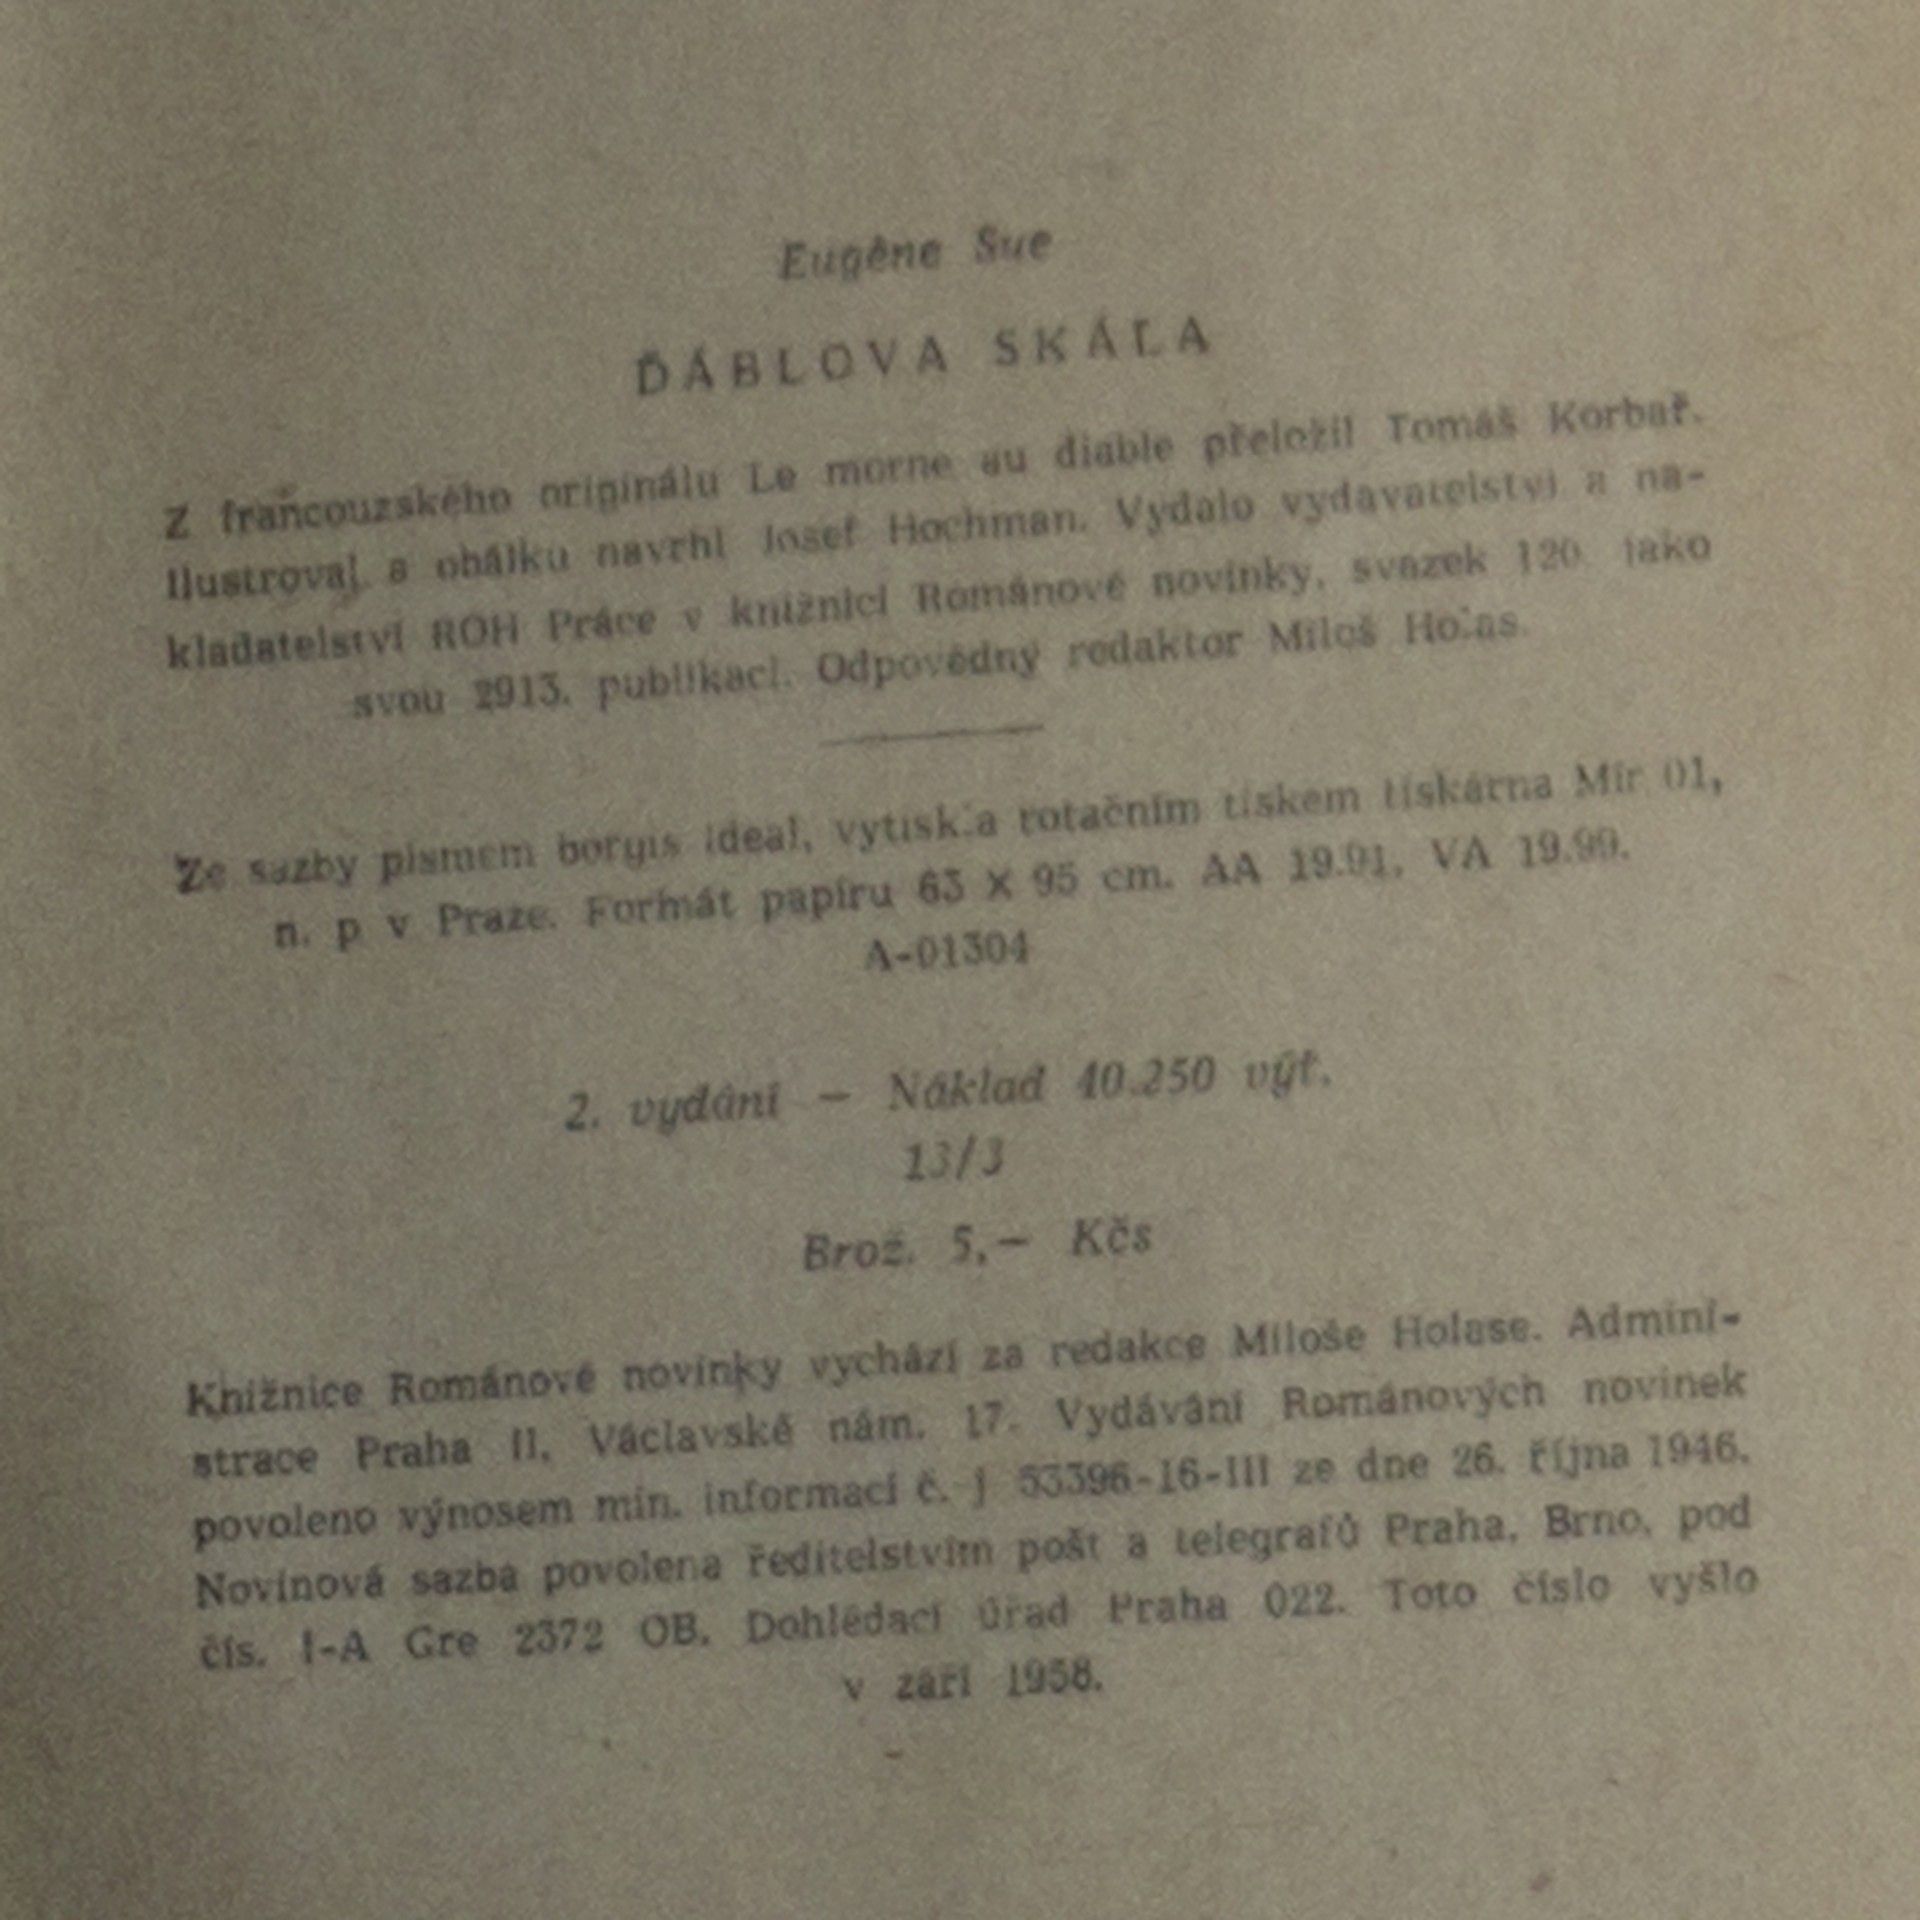 Eugène Sue
ĎÁBLOVA SKÁLA
Z francouzského originálu Le morne au diable přeložil Tomáš Korbař.
Ilustroval a obálku navrhl Josef Hochman. Vydalo vydavatelství a na-
kladatelství ROH Práce v knižnici Románové novinky, svazek 120 jako
svou 2913. publikaci. Odpovědný redaktor Miloš Holas.
Ze sazby písmem borgis ideal, vytiskla rotačním tiskem tiskárna Mír 01,
n. p v Praze. Formát papíru 63 X 95 cm. AA 19.91, VA 19.99.
A-01304
2. vydání — Náklad 40.250 výt.
13/3
Brož. 5,— Kčs
Knižnice Románové novinky vychází za redakce Miloše Holase. Admini-
strace Praha II, Václavské nám. 17. Vydávání Románových novinek
povoleno výnosem min. informací č. j 53396-16-III ze dne 26. října 1946.
Novinová sazba povolena ředitelstvím pošt a telegrafů Praha, Brno, pod
čís. I-A Gre 2372 OB. Dohlédací úřad Praha 022. Toto číslo vyšlo
v září 1958.